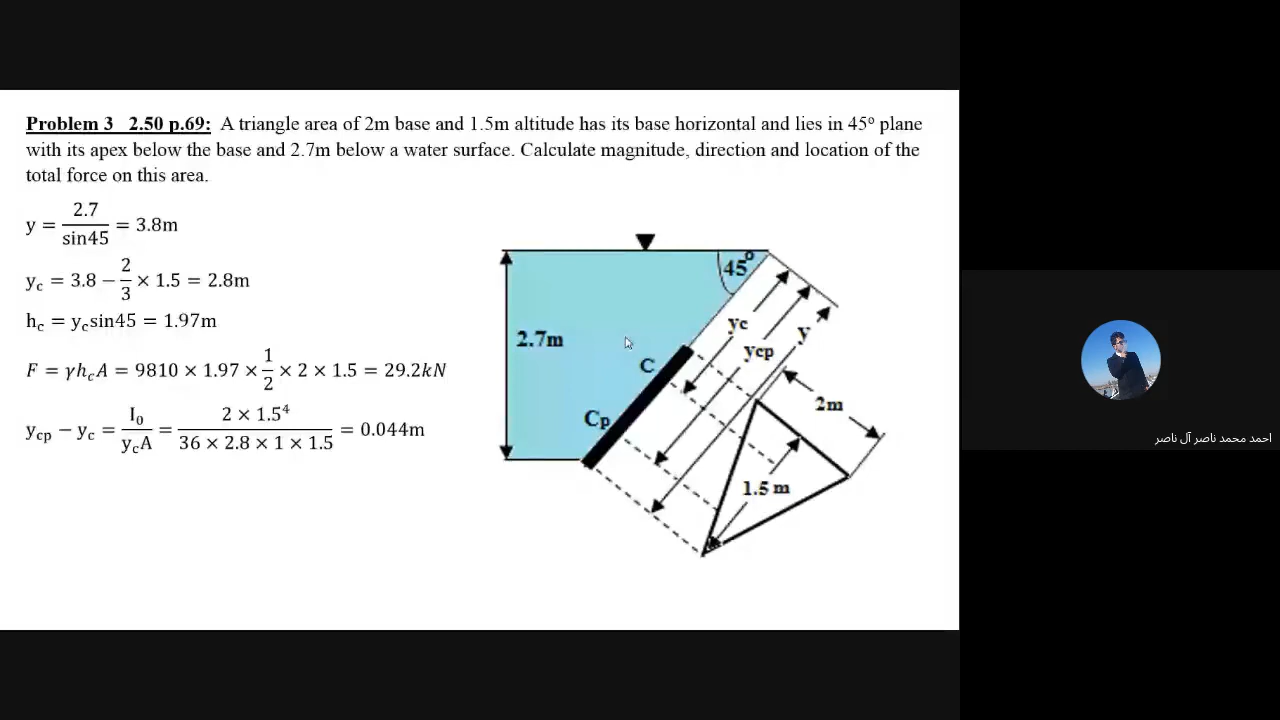 Problem 3 2.50 p.69: A triangle area of 2m base and 1.5m altitude has its base horizontal and lies in 45º plane
with its apex below the base and 2.7m below a water surface. Calculate magnitude, direction and location of the
total force on this area.
y = 2.7/sin45 = 3.8m
y_c = 3.8 − 2/3 × 1.5 = 2.8m
h_c = y_c sin45 = 1.97m
F = γh_cA = 9810 × 1.97 × 1/2 × 2 × 1.5 = 29.2kN
y_cp − y_c = I_0/(y_cA) = (2 × 1.5⁴)/(36 × 2.8 × 1 × 1.5) = 0.044m
45°
2.7m
yc
y
ycp
C
2m
Cp
1.5 m
احمد محمد ناصر آل ناصر